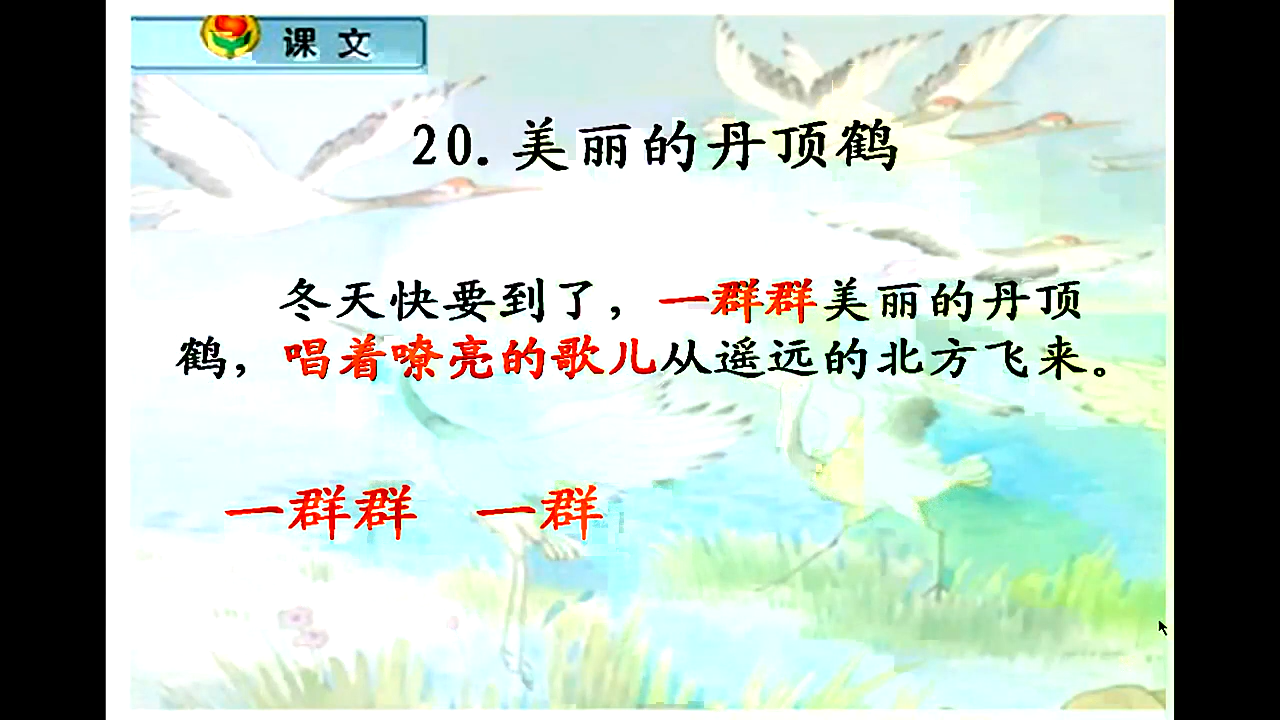 课文
20.美丽的丹顶鹤
冬天快要到了，一群群美丽的丹顶
鹤，唱着嘹亮的歌儿从遥远的北方飞来。
一群群 一群